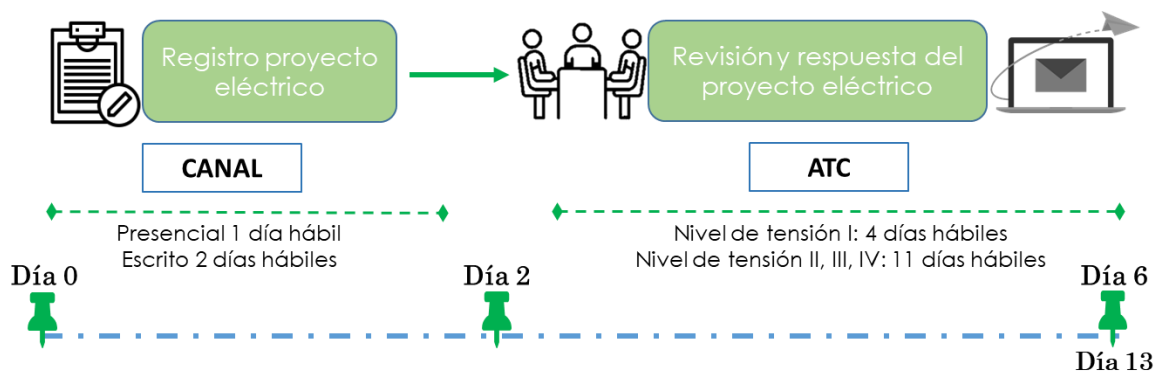 Registro proyecto
eléctrico
Revisión y respuesta del
proyecto eléctrico
CANAL
ATC
Presencial 1 día hábil
Escrito 2 días hábiles
Nivel de tensión I: 4 días hábiles
Nivel de tensión II, III, IV: 11 días hábiles
Día 0
Día 2
Día 6
Día 13